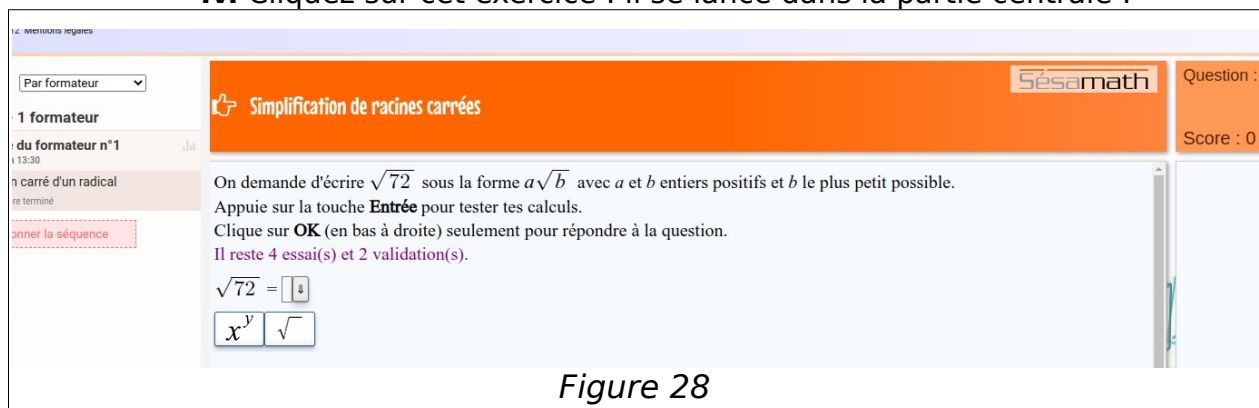 Cliquez sur cet exercice : il se lance dans la partie centrale :
Mentions légales
Par formateur
1 formateur
du formateur n°1
13:30
carré d'un radical
terminé
la séquence
Simplification de racines carrées
Sésamath
Question :
Score : 0
On demande d'écrire √72 sous la forme a√b avec a et b entiers positifs et b le plus petit possible.
Appuie sur la touche Entrée pour tester tes calculs.
Clique sur OK (en bas à droite) seulement pour répondre à la question.
Il reste 4 essai(s) et 2 validation(s).
√72 =
xʸ √
Figure 28